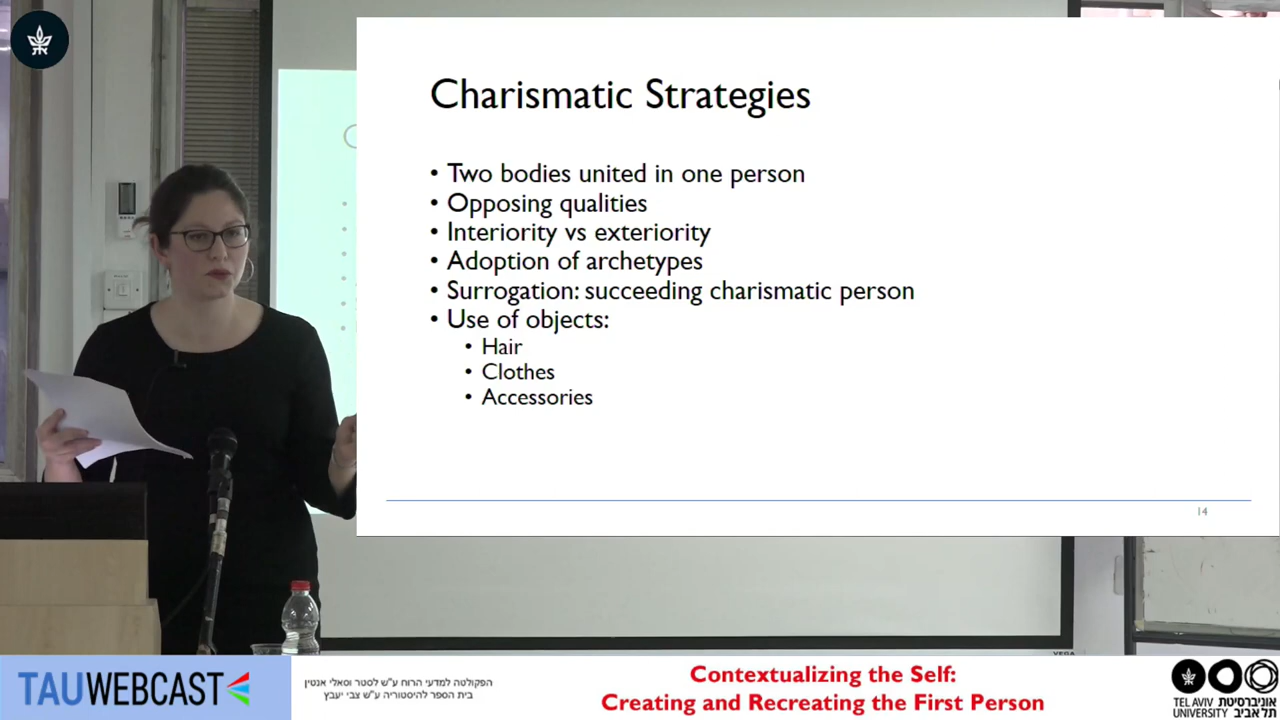 Charismatic Strategies
• Two bodies united in one person
• Opposing qualities
• Interiority vs exteriority
• Adoption of archetypes
• Surrogation: succeeding charismatic person
• Use of objects:
• Hair
• Clothes
• Accessories
14
VEGA
TAUWEBCAST
הפקולטה למדעי הרוח ע"ש לסטר וסאלי אנטין
בית הספר להיסטוריה ע"ש צבי יעבץ
Contextualizing the Self:
Creating and Recreating the First Person
TEL AVIV אוניברסיטת
UNIVERSITY תל אביב